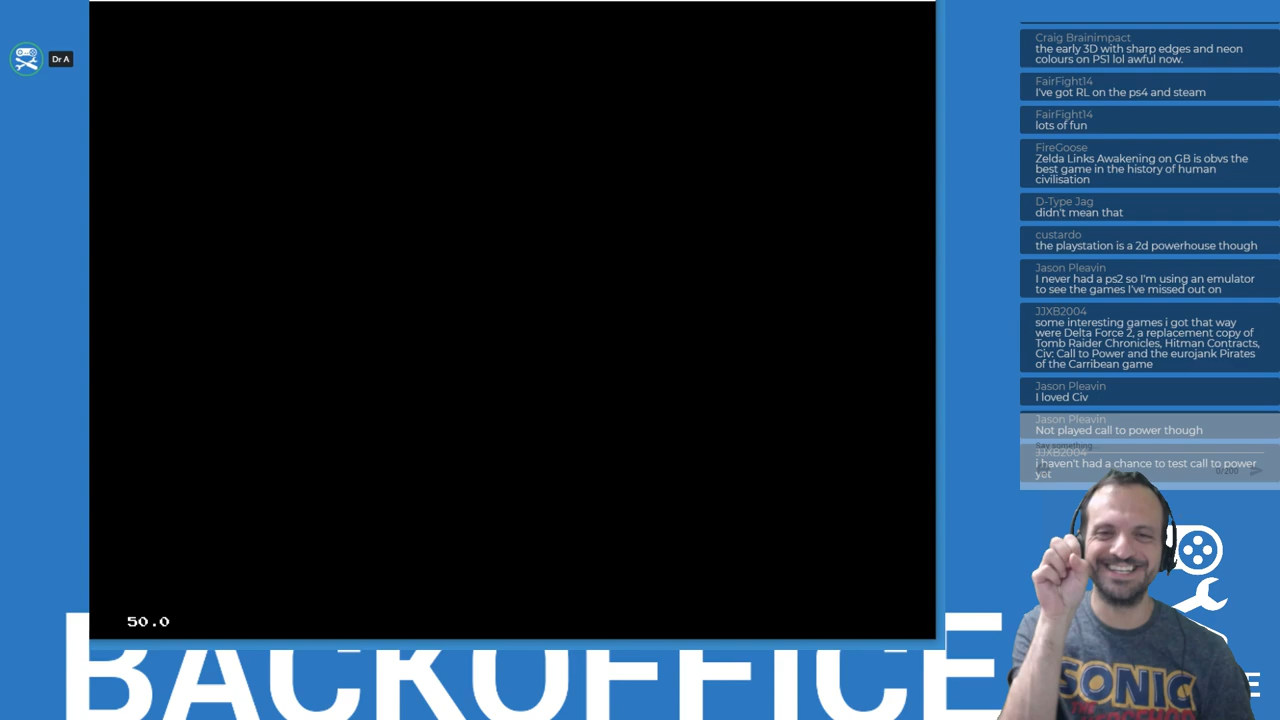 Dr A
Craig Brainimpact
the early 3D with sharp edges and neon
colours on PS1 lol awful now.
FairFight14
I've got RL on the ps4 and steam
FairFight14
lots of fun
FireGoose
Zelda Links Awakening on GB is obvs the
best game in the history of human
civilisation
D-Type Jag
didn't mean that
custardo
the playstation is a 2d powerhouse though
Jason Pleavin
I never had a ps2 so I'm using an emulator
to see the games I've missed out on
JJXB2004
some interesting games i got that way
were Delta Force 2, a replacement copy of
Tomb Raider Chronicles, Hitman Contracts,
Civ: Call to Power and the eurojank Pirates
of the Carribean game
Jason Pleavin
I loved Civ
Jason Pleavin
Not played call to power though
Say something...
JJXB2004
i haven't had a chance to test call to power
yet
0/200
50.0
BACKOFFICE
SONIC
THE
E